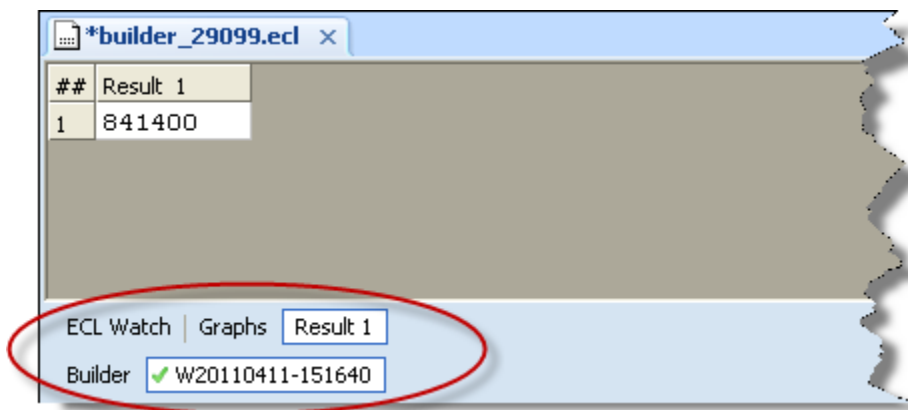 *builder_29099.ecl ×
## Result 1
1 841400
ECL Watch | Graphs Result 1
Builder W20110411-151640